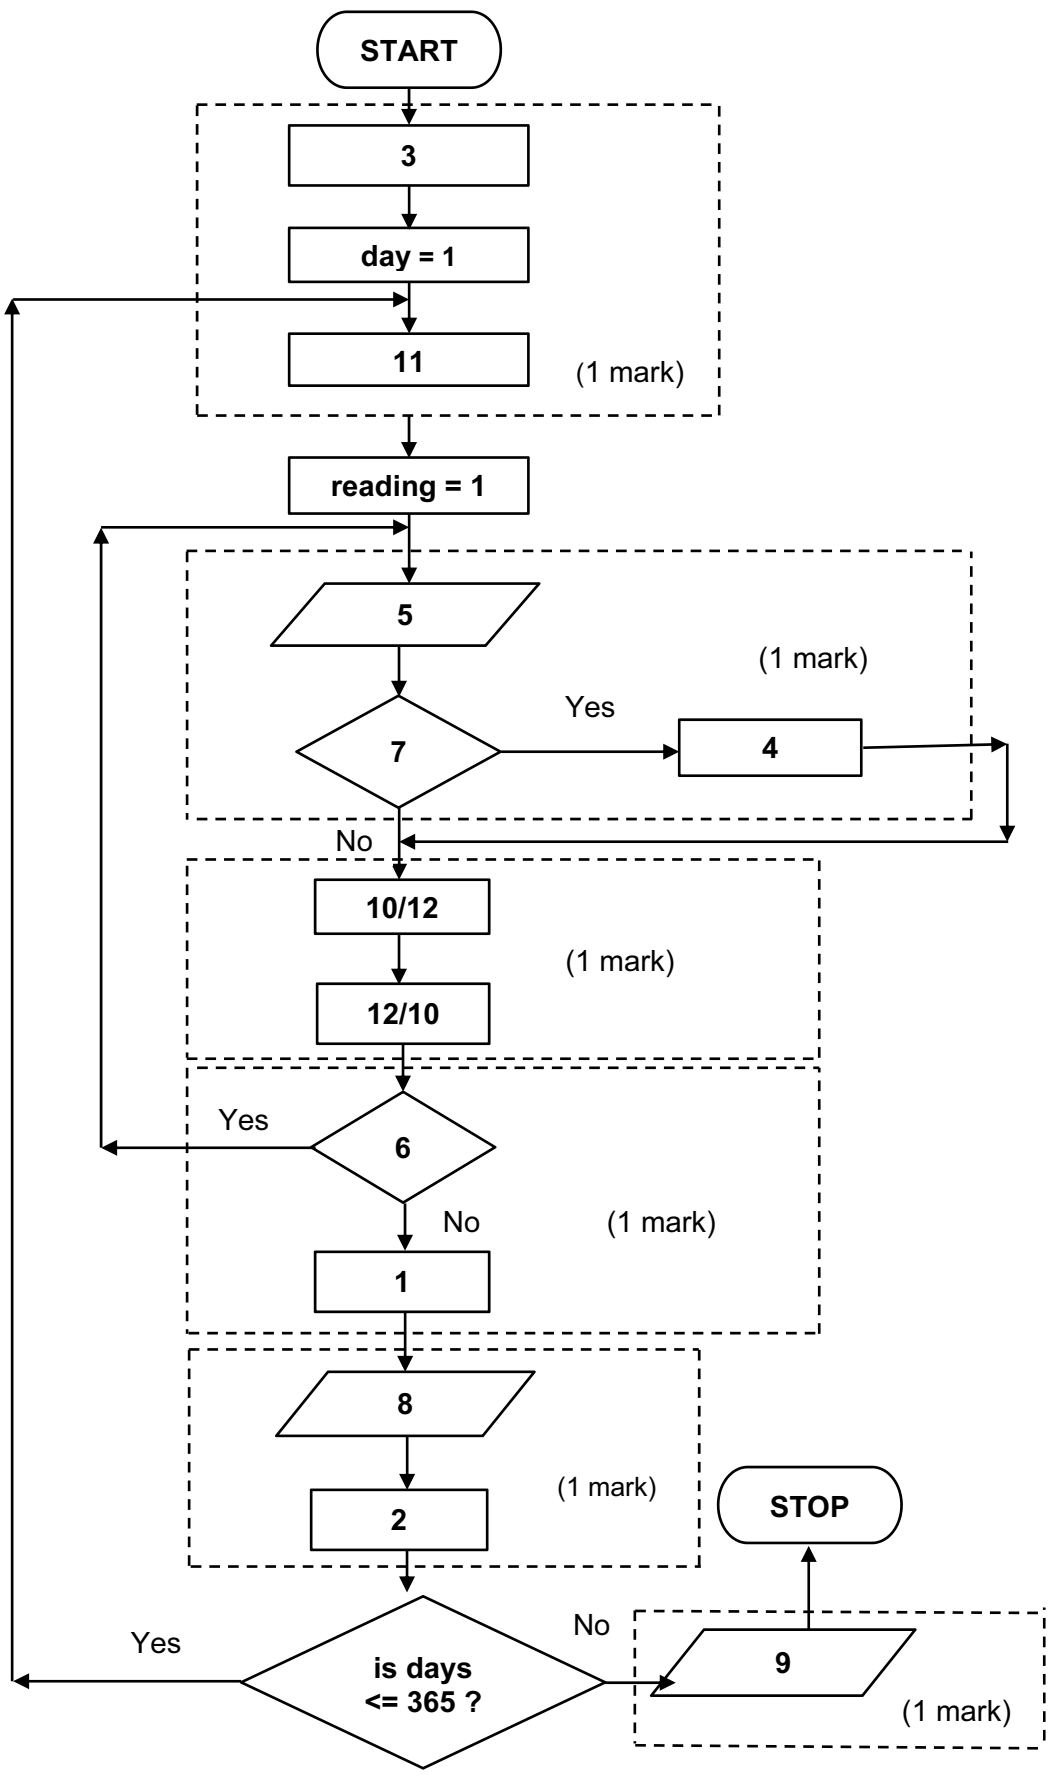 START
3
day = 1
11
(1 mark)
reading = 1
5
(1 mark)
Yes
7
4
No
10/12
(1 mark)
12/10
Yes
6
No
(1 mark)
1
8
(1 mark)
2
STOP
No
Yes
is days
<= 365 ?
9
(1 mark)